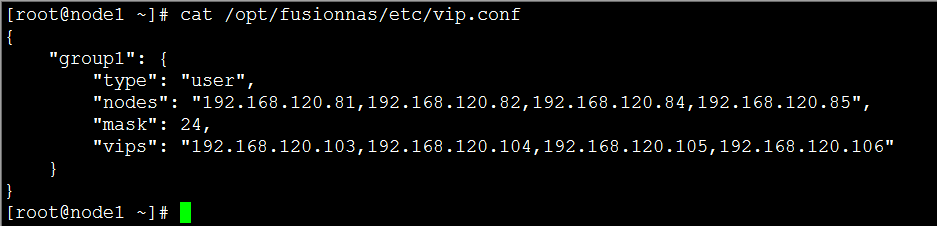 [root@node1 ~]# cat /opt/fusionnas/etc/vip.conf
{
    "group1": {
        "type": "user",
        "nodes": "192.168.120.81,192.168.120.82,192.168.120.84,192.168.120.85",
        "mask": 24,
        "vips": "192.168.120.103,192.168.120.104,192.168.120.105,192.168.120.106"
    }
}
[root@node1 ~]#